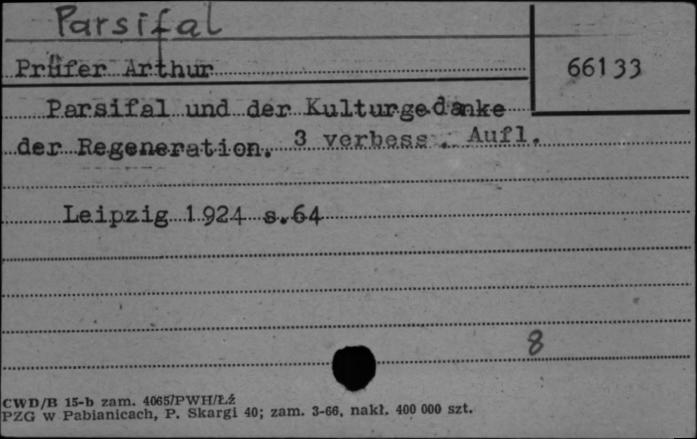 Parsifal
Prüfer Arthur
66133
Parsifal und der Kulturgedanke
der Regeneration. 3 verbess. Aufl.
Leipzig 1924 s.64
8
CWD/B 15-b zam. 4065/PWH/Łź
PZG w Pabianicach, P. Skargi 40; zam. 3-66, nakł. 400 000 szt.